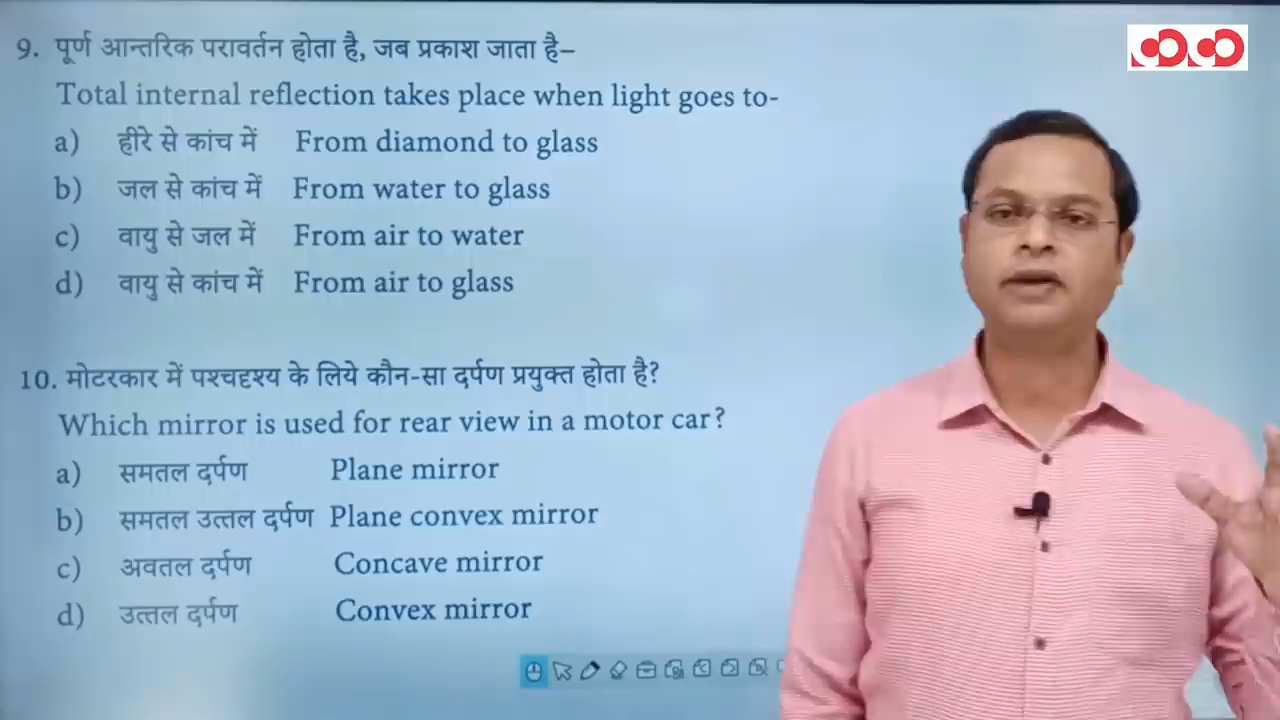 9. पूर्ण आन्तरिक परावर्तन होता है, जब प्रकाश जाता है–
Total internal reflection takes place when light goes to-
a) हीरे से कांच में From diamond to glass
b) जल से कांच में From water to glass
c) वायु से जल में From air to water
d) वायु से कांच में From air to glass
10. मोटरकार में पश्चदृश्य के लिये कौन-सा दर्पण प्रयुक्त होता है?
Which mirror is used for rear view in a motor car?
a) समतल दर्पण Plane mirror
b) समतल उत्तल दर्पण Plane convex mirror
c) अवतल दर्पण Concave mirror
d) उत्तल दर्पण Convex mirror